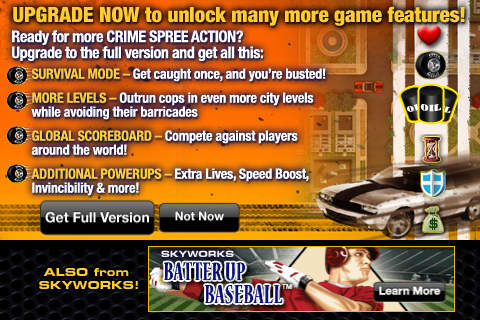 UPGRADE NOW to unlock many more game features!
Ready for more CRIME SPREE ACTION?
Upgrade to the full version and get all this:
SURVIVAL MODE – Get caught once, and you're busted!
MORE LEVELS – Outrun cops in even more city levels
while avoiding their barricades
GLOBAL SCOREBOARD – Compete against players
around the world!
ADDITIONAL POWERUPS – Extra Lives, Speed Boost,
Invincibility & more!
OIL
$
Get Full Version
Not Now
ALSO from
SKYWORKS!
SKYWORKS
BATTER UP
BASEBALL™
Learn More